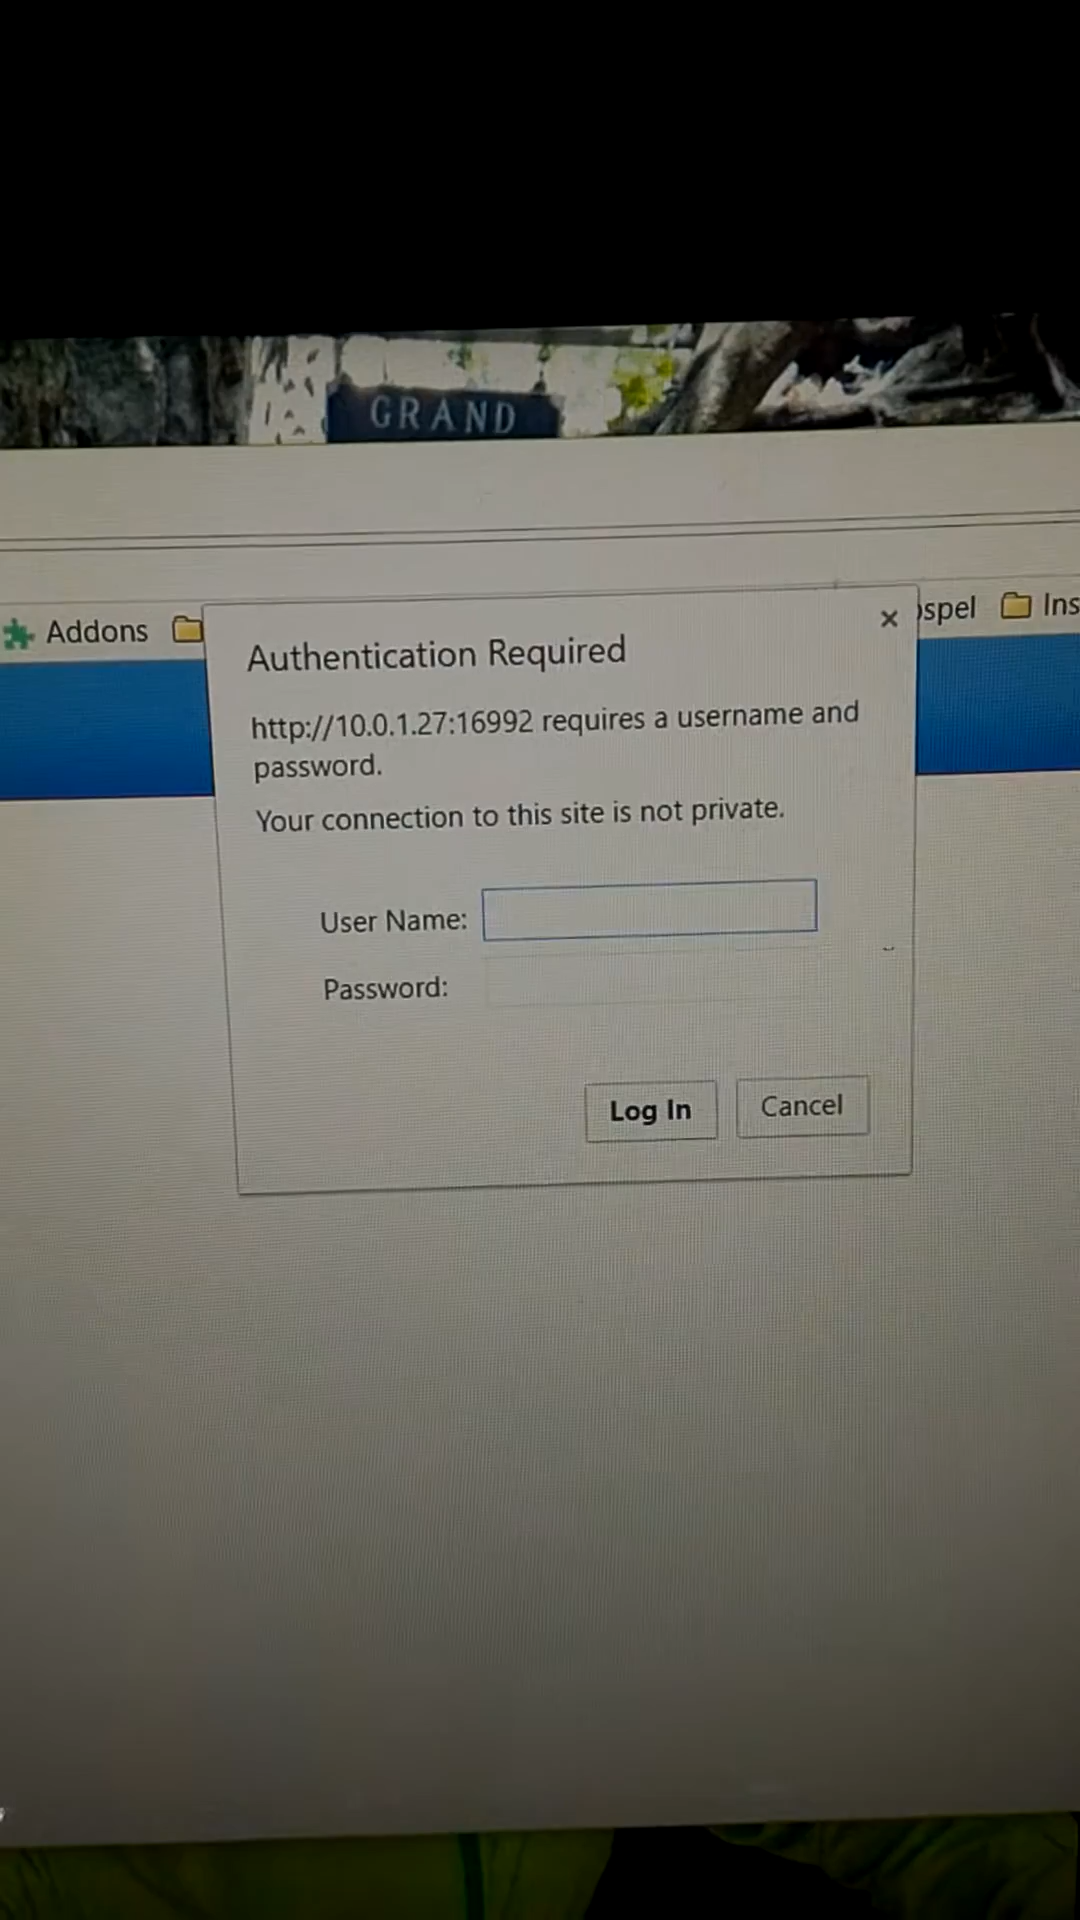 GRAND
Addons
Ins
Authentication Required
http://10.0.1.27:16992 requires a username and
password.
Your connection to this site is not private.
User Name:
Password:
Log In
Cancel